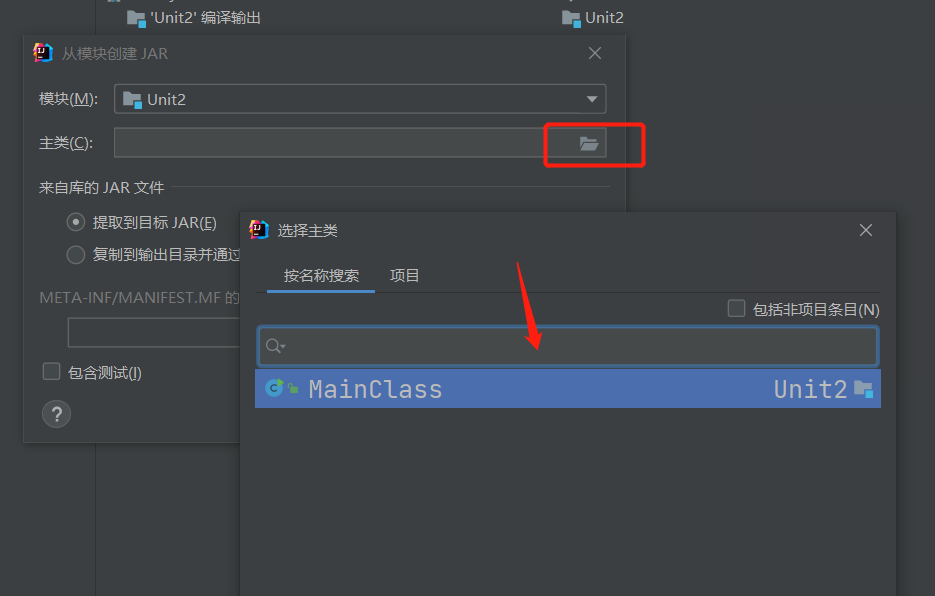 'Unit2' 编译输出
Unit2
从模块创建 JAR
模块(M):
Unit2
主类(C):
来自库的 JAR 文件
提取到目标 JAR(E)
复制到输出目录并通过
META-INF/MANIFEST.MF 的
包含测试(I)
?
选择主类
按名称搜索
项目
包括非项目条目(N)
MainClass
Unit2